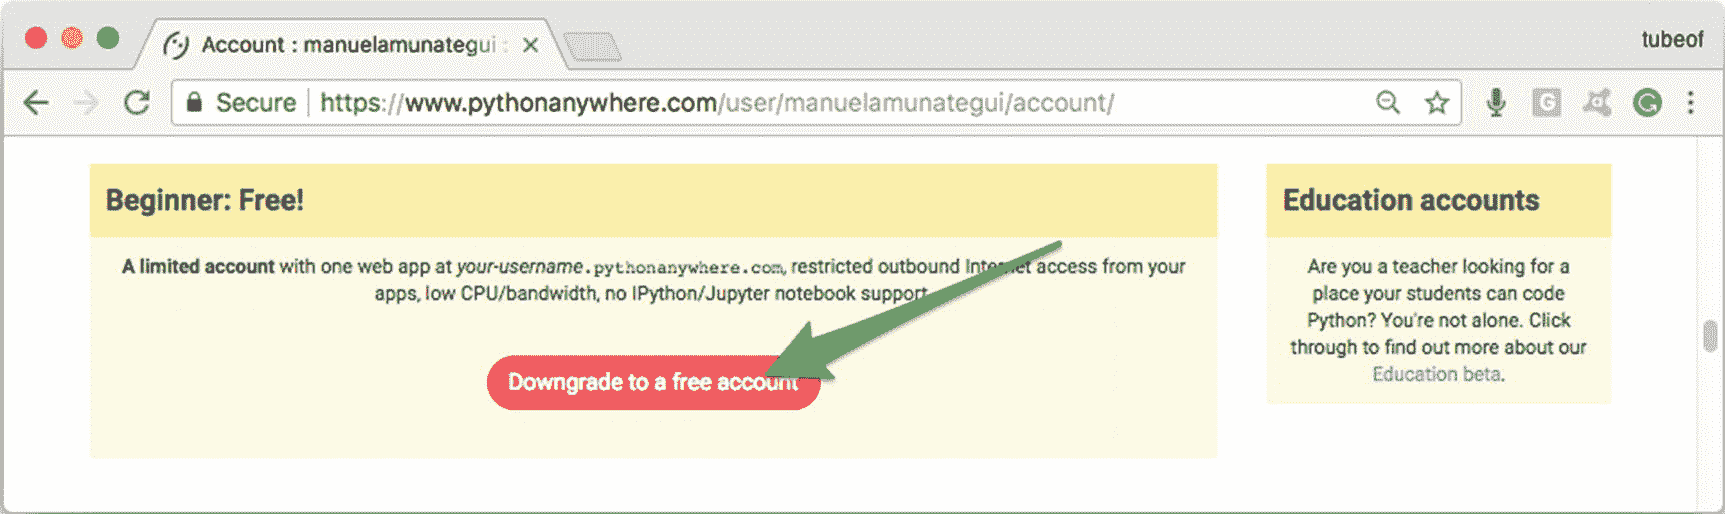 Account : manuelamunategui :
tubeof
Secure https://www.pythonanywhere.com/user/manuelamunategui/account/
Beginner: Free!
A limited account with one web app at your-username.pythonanywhere.com, restricted outbound Internet access from your
apps, low CPU/bandwidth, no IPython/Jupyter notebook support
Downgrade to a free account
Education accounts
Are you a teacher looking for a
place your students can code
Python? You're not alone. Click
through to find out more about our
Education beta.